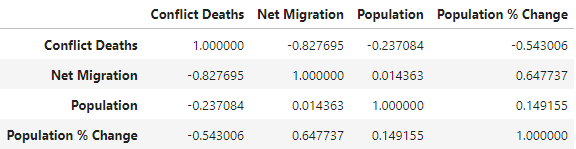 Conflict Deaths Net Migration Population Population % Change
Conflict Deaths 1.000000 -0.827695 -0.237084 -0.543006
Net Migration -0.827695 1.000000 0.014363 0.647737
Population -0.237084 0.014363 1.000000 0.149155
Population % Change -0.543006 0.647737 0.149155 1.000000